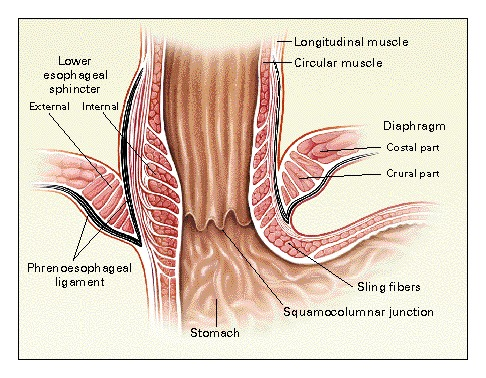 Longitudinal muscle
Circular muscle
Lower
esophageal
sphincter
External Internal
Diaphragm
Costal part
Crural part
Phrenoesophageal
ligament
Sling fibers
Squamocolumnar junction
Stomach